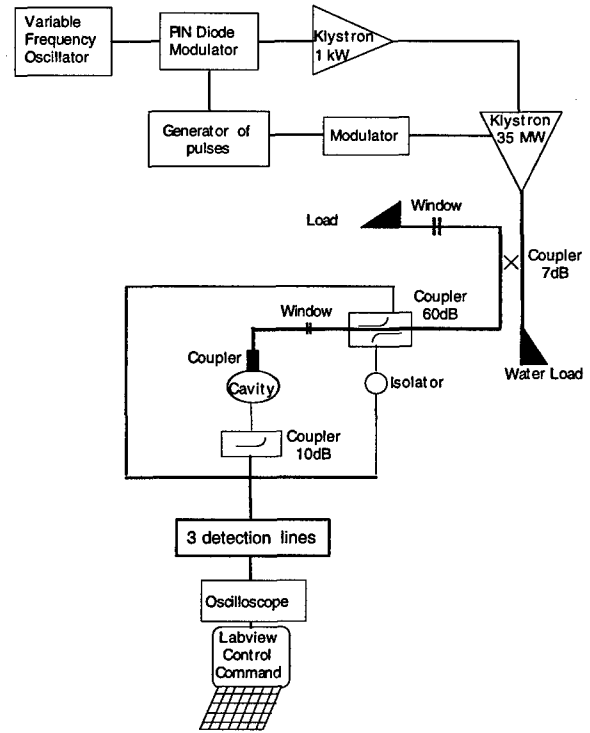 Variable
Frequency
Oscillator
PIN Diode
Modulator
Klystron
1 kW
Generator of
pulses
Modulator
Klystron
35 MW
Load
Window
Coupler
7dB
Water Load
Window
Coupler
60dB
Coupler
Cavity
Isolator
Coupler
10dB
3 detection lines
Oscilloscope
Labview
Control
Command